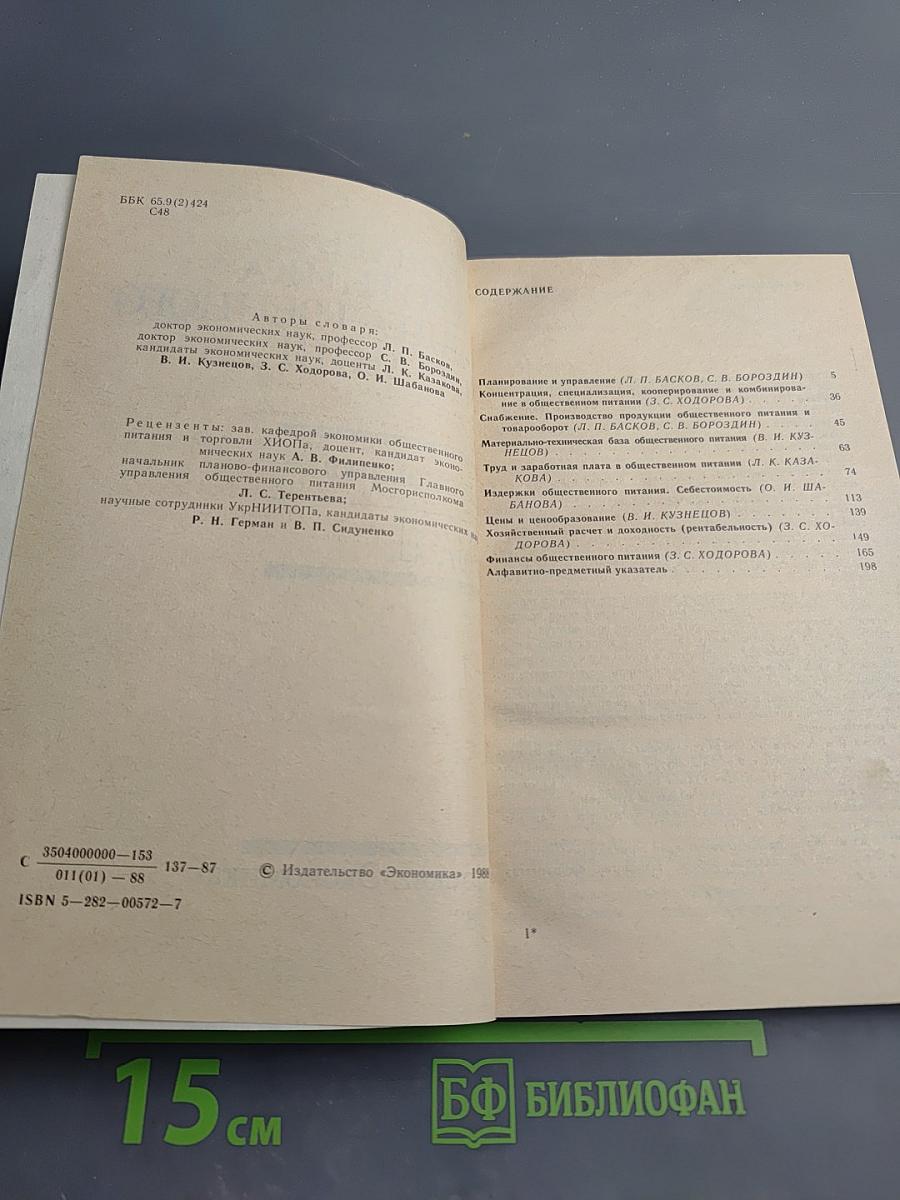 ББК 65.9(2)424
С48
Авторы словаря:
доктор экономических наук, профессор Л. П. Басков,
доктор экономических наук, профессор С. В. Бороздин,
кандидаты экономических наук, доценты Л. К. Казакова,
В. И. Кузнецов, З. С. Ходорова, О. И. Шабанова
Рецензенты: зав. кафедрой экономики общественного
питания и торговли ХИОПа, доцент, кандидат эконо-
мических наук А. В. Филипенко;
начальник планово-финансового управления Главного
управления общественного питания Мосгорисполкома
Л. С. Терентьева;
научные сотрудники УкрНИИТОПа, кандидаты экономических на
Р. Н. Герман и В. П. Сидуненко
С 3504000000—153 137—87
011(01) — 88
© Издательство «Экономика» 198
ISBN 5—282—00572—7
СОДЕРЖАНИЕ
Планирование и управление (Л. П. БАСКОВ, С. В. БОРОЗДИН) 5
Концентрация, специализация, кооперирование и комбинирова-
ние в общественном питании (З. С. ХОДОРОВА) . . . . . 36
Снабжение. Производство продукции общественного питания и
товарооборот (Л. П. БАСКОВ, С. В. БОРОЗДИН) . . . . 45
Материально-техническая база общественного питания (В. И. КУЗ-
НЕЦОВ) . . . . . . . . . . . . . . . . 63
Труд и заработная плата в общественном питании (Л. К. КАЗА-
КОВА) . . . . . . . . . . . . . . . . 74
Издержки общественного питания. Себестоимость (О. И. ША-
БАНОВА) . . . . . . . . . . . . . . . 113
Цены и ценообразование (В. И. КУЗНЕЦОВ) . . . . . . 139
Хозяйственный расчет и доходность (рентабельность) (З. С. ХО-
ДОРОВА) . . . . . . . . . . . . . . . 149
Финансы общественного питания (З. С. ХОДОРОВА) . . . . . 165
Алфавитно-предметный указатель . . . . . . . . . . 198
1*
15 см
БФ БИБЛИОФАН